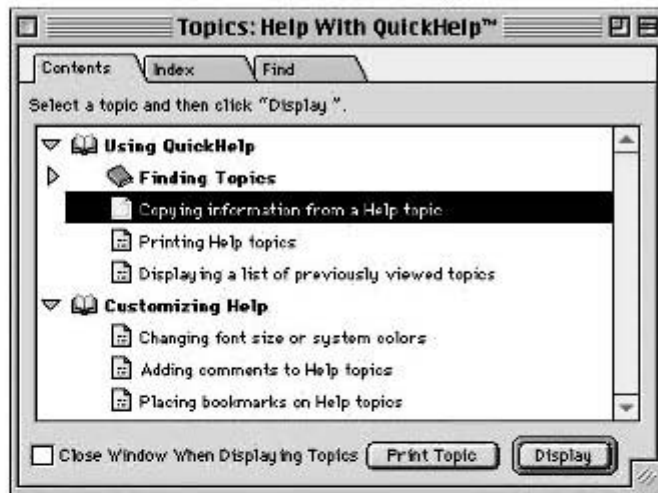 Topics: Help With QuickHelp™
Contents Index Find
Select a topic and then click "Display ".
Using QuickHelp
Finding Topics
Copying information from a Help topic
Printing Help topics
Displaying a list of previously viewed topics
Customizing Help
Changing font size or system colors
Adding comments to Help topics
Placing bookmarks on Help topics
Close Window When Displaying Topics Print Topic Display